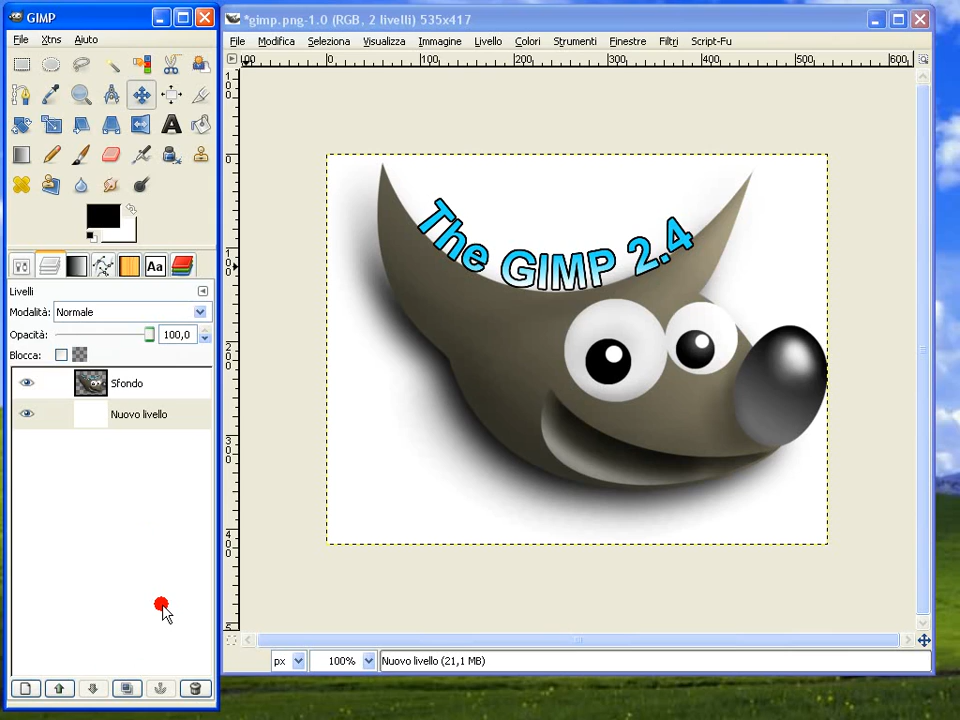 GIMP
File Xtns Aiuto
Aa
Livelli
Modalità: Normale
Opacità: 100,0
Blocca:
Sfondo
Nuovo livello
*gimp.png-1.0 (RGB, 2 livelli) 535x417
File Modifica Seleziona Visualizza Immagine Livello Colori Strumenti Finestre Filtri Script-Fu
0 100 200 300 400 500 600
The GIMP 2.4
px 100% Nuovo livello (21,1 MB)